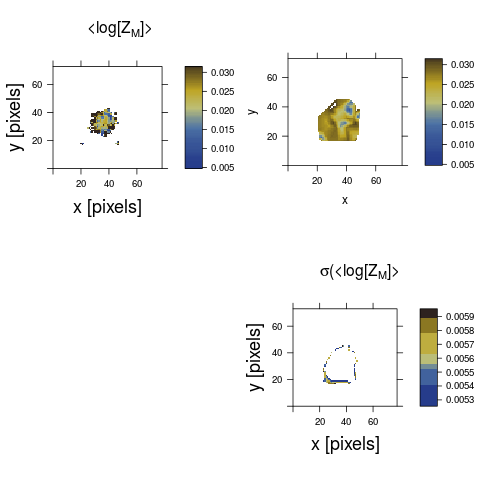 <log[Z_M]>
60
40
20
20 40 60
y [pixels]
x [pixels]
0.030
0.025
0.020
0.015
0.010
0.005
60
40
20
20 40 60
y
x
0.030
0.025
0.020
0.015
0.010
0.005
σ(<log[Z_M]>
60
40
20
20 40 60
y [pixels]
x [pixels]
0.0059
0.0058
0.0057
0.0056
0.0055
0.0054
0.0053